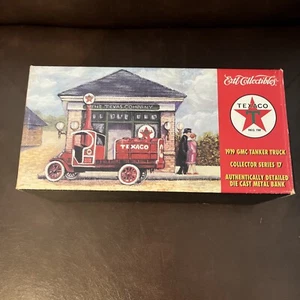 Ertl Collectibles
THE TEXAS COMPANY
TEXACO
T
TEXACO
1919 GMC TANKER TRUCK
COLLECTOR SERIES 17
AUTHENTICALLY DETAILED
DIE CAST METAL BANK